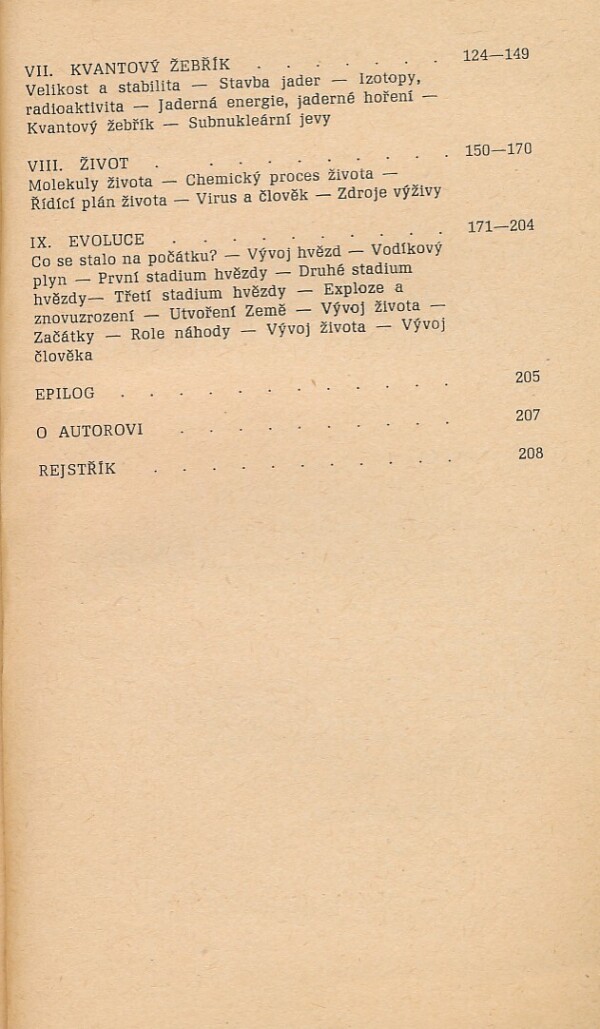 VII. KVANTOVÝ ŽEBŘÍK . . . . . . . 124—149
Velikost a stabilita — Stavba jader — Izotopy,
radioaktivita — Jaderná energie, jaderné hoření —
Kvantový žebřík — Subnukleární jevy
VIII. ŽIVOT . . . . . . . . . . 150—170
Molekuly života — Chemický proces života —
Řídící plán života — Virus a člověk — Zdroje výživy
IX. EVOLUCE . . . . . . . . . . 171—204
Co se stalo na počátku? — Vývoj hvězd — Vodíkový
plyn — První stadium hvězdy — Druhé stadium
hvězdy— Třetí stadium hvězdy — Exploze a
znovuzrození — Utvoření Země — Vývoj života —
Začátky — Role náhody — Vývoj života — Vývoj
člověka
EPILOG . . . . . . . . . . . . 205
O AUTOROVI . . . . . . . . . . 207
REJSTŘÍK . . . . . . . . . . . 208